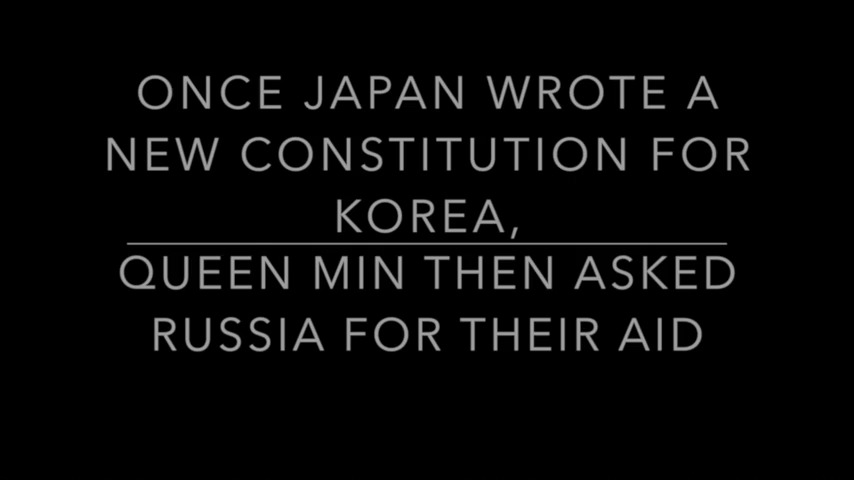 ONCE JAPAN WROTE A
NEW CONSTITUTION FOR
KOREA,
QUEEN MIN THEN ASKED
RUSSIA FOR THEIR AID